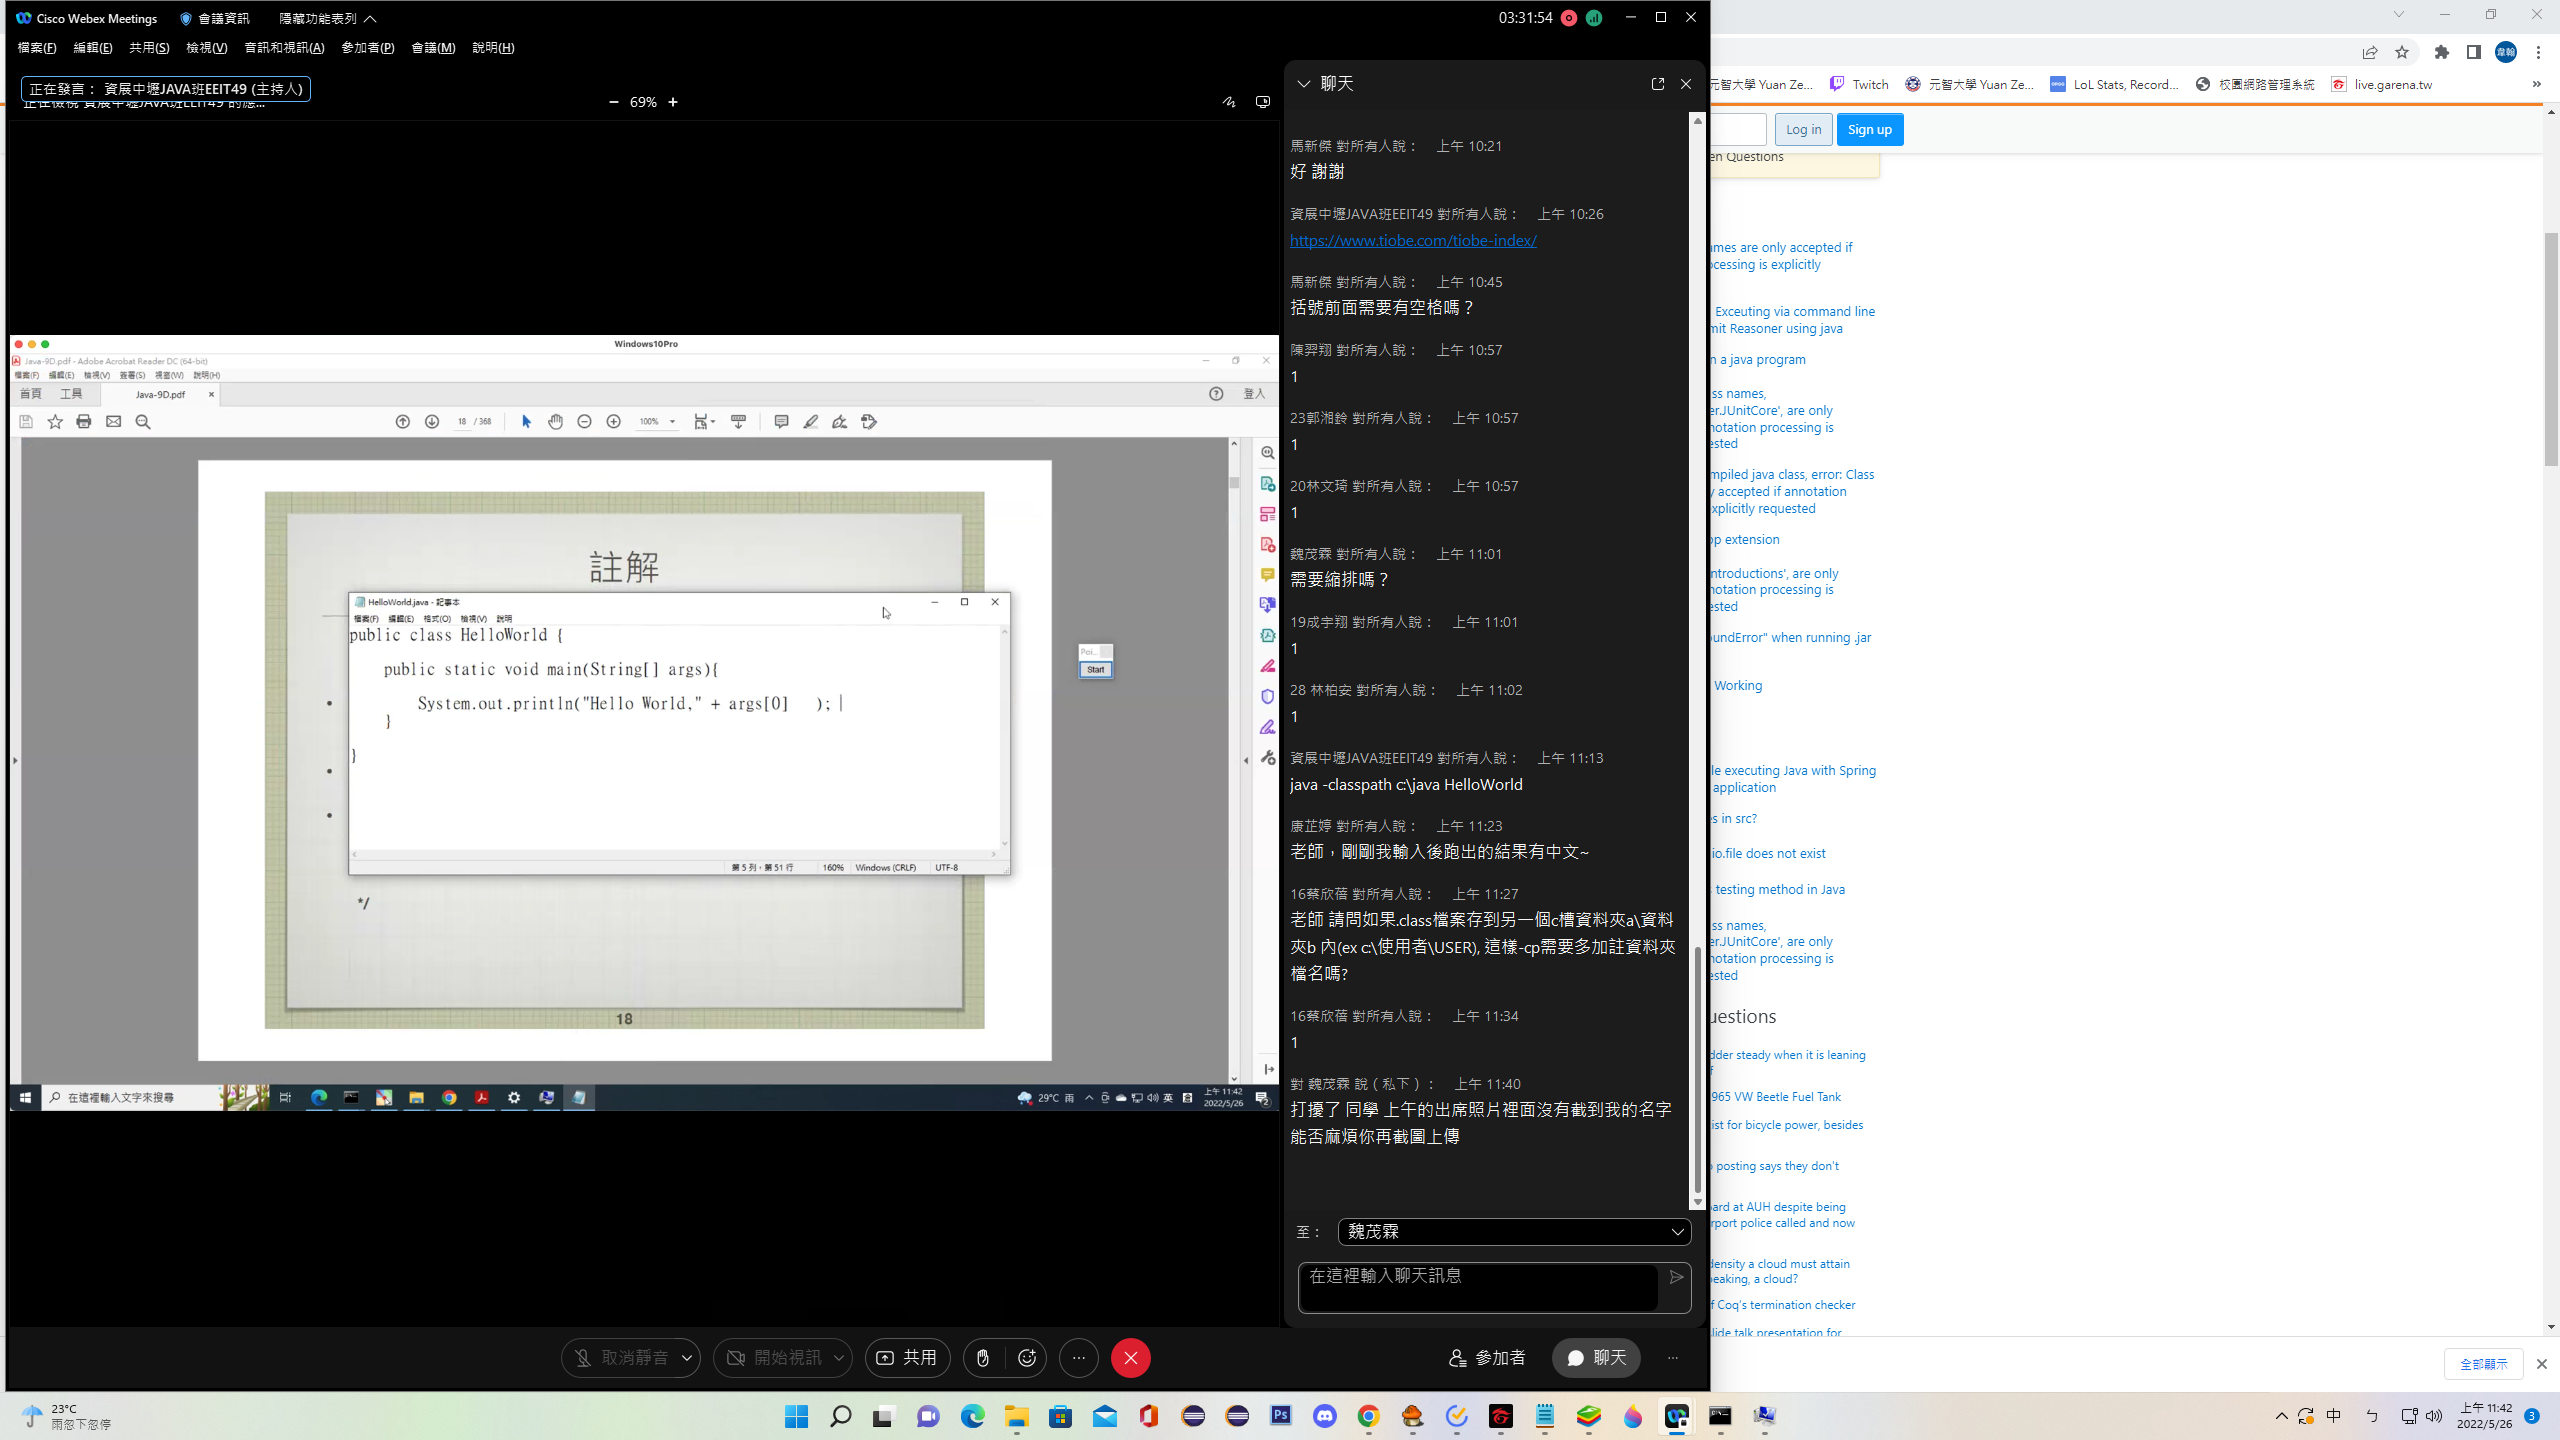 Cisco Webex Meetings 會議資訊 隱藏功能表列
03:31:54
檔案(F) 編輯(E) 共用(S) 檢視(V) 音訊和視訊(A) 參加者(P) 會議(M) 說明(H)
正在發言： 資展中壢JAVA班EEIT49 (主持人)
69%
Windows10Pro
Java-9D.pdf - Adobe Acrobat Reader DC (64-bit)
檔案(F) 編輯(E) 檢視(V) 簽署(S) 視窗(W) 說明(H)
首頁 工具 Java-9D.pdf 登入
18 / 368 100%
註解
HelloWorld.java - 記事本
檔案(F) 編輯(E) 格式(O) 檢視(V) 說明
public class HelloWorld {
public static void main(String[] args){
System.out.println("Hello World," + args[0]   );
}
}
第 5 列，第 51 行 160% Windows (CRLF) UTF-8
*/
18
Poi...
Start
在這裡輸入文字來搜尋
29°C 雨 英 上午 11:42
2022/5/26
2
聊天
馬新傑 對所有人說： 上午 10:21
好 謝謝
資展中壢JAVA班EEIT49 對所有人說： 上午 10:26
https://www.tiobe.com/tiobe-index/
馬新傑 對所有人說： 上午 10:45
括號前面需要有空格嗎？
陳羿翔 對所有人說： 上午 10:57
1
23郭湘鈴 對所有人說： 上午 10:57
1
20林文琦 對所有人說： 上午 10:57
1
魏茂霖 對所有人說： 上午 11:01
需要縮排嗎？
19成宇翔 對所有人說： 上午 11:01
1
28 林柏安 對所有人說： 上午 11:02
1
資展中壢JAVA班EEIT49 對所有人說： 上午 11:13
java -classpath c:\java HelloWorld
康芷婷 對所有人說： 上午 11:23
老師，剛剛我輸入後跑出的結果有中文~
16蔡欣蓓 對所有人說： 上午 11:27
老師 請問如果.class檔案存到另一個c槽資料夾a\資料
夾b 內(ex c:\使用者\USER), 這樣-cp需要多加註資料夾
檔名嗎?
16蔡欣蓓 對所有人說： 上午 11:34
1
對 魏茂霖 說（私下）： 上午 11:40
打擾了 同學 上午的出席照片裡面沒有截到我的名字
能否麻煩你再截圖上傳
至： 魏茂霖
在這裡輸入聊天訊息
取消靜音 開始視訊 共用 參加者 聊天
韋翰
元智大學 Yuan Ze... Twitch 元智大學 Yuan Ze... LoL Stats, Record... 校園網路管理系統 live.garena.tw
Log in Sign up
en Questions
mes are only accepted if
cessing is explicitly
Exceuting via command line
mit Reasoner using java
n a java program
ss names,
er.JUnitCore', are only
notation processing is
ested
mpiled java class, error: Class
y accepted if annotation
xplicitly requested
op extension
ntroductions', are only
notation processing is
ested
oundError" when running .jar
Working
le executing Java with Spring
application
es in src?
io.file does not exist
testing method in Java
ss names,
er.JUnitCore', are only
notation processing is
ested
uestions
dder steady when it is leaning
965 VW Beetle Fuel Tank
ist for bicycle power, besides
posting says they don't
ard at AUH despite being
rport police called and now
density a cloud must attain
peaking, a cloud?
f Coq's termination checker
lide talk presentation for
全部顯示
23°C
雨忽下忽停
中 ㄅ 上午 11:42
2022/5/26
3